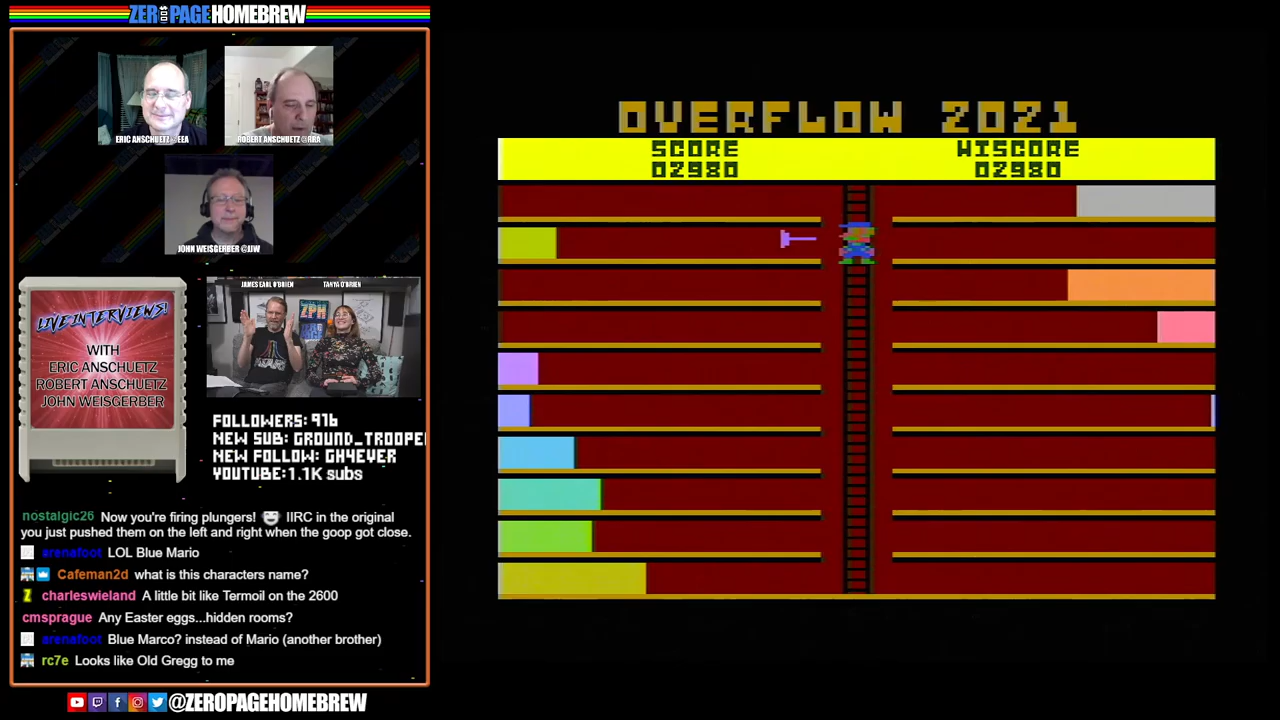 ZEROPAGEHOMEBREW
ERIC ANSCHUETZ @EEA
ROBERT ANSCHUETZ @RRA
JOHN WEISGERBER @JJW
LIVE INTERVIEWS!
WITH
ERIC ANSCHUETZ
ROBERT ANSCHUETZ
JOHN WEISGERBER
JAMES EARL O'BRIEN
TANYA O'BRIEN
FOLLOWERS: 916
NEW SUB: GROUND_TROOPE
NEW FOLLOW: GH4EVER
YOUTUBE: 1.1K subs
nostalgic26 Now you're firing plungers! IIRC in the original
you just pushed them on the left and right when the goop got close.
arenafoot LOL Blue Mario
Cafeman2d what is this characters name?
charleswieland A little bit like Termoil on the 2600
cmsprague Any Easter eggs...hidden rooms?
arenafoot Blue Marco? instead of Mario (another brother)
rc7e Looks like Old Gregg to me
@ZEROPAGEHOMEBREW
OVERFLOW 2021
SCORE HISCORE
02980 02980